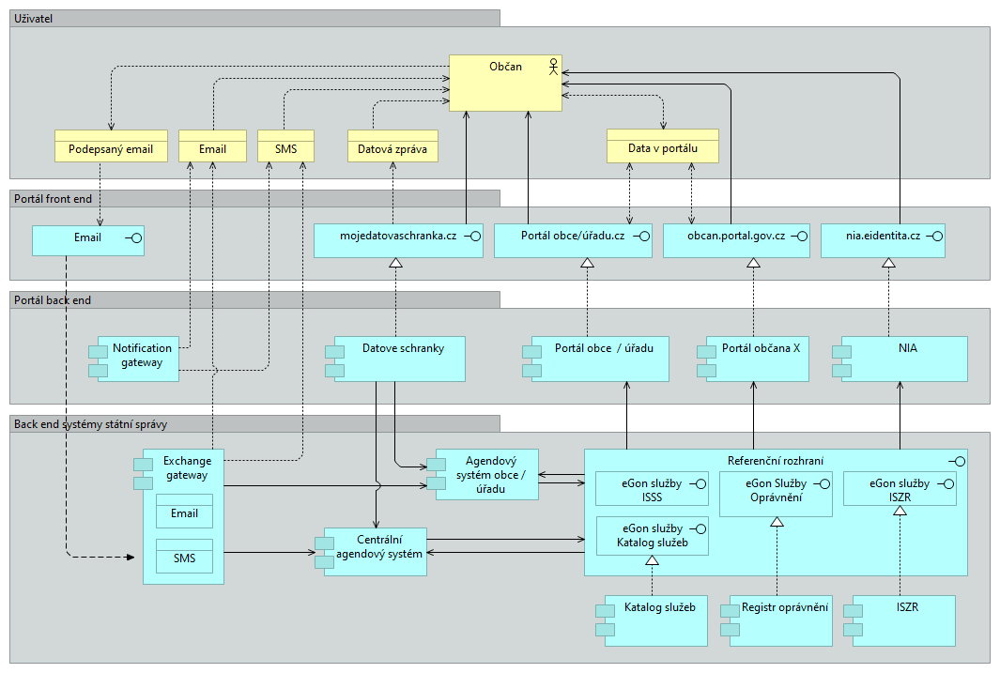 Uživatel
Občan
Podepsaný email
Email
SMS
Datová zpráva
Data v portálu
Portál front end
Email
mojedatovaschranka.cz
Portál obce/úřadu.cz
obcan.portal.gov.cz
nia.eidentita.cz
Portál back end
Notification
gateway
Datove schranky
Portál obce / úřadu
Portál občana X
NIA
Back end systémy státní správy
Exchange
gateway
Email
SMS
Agendový
systém obce /
úřadu
Centrální
agendový systém
Referenční rozhraní
eGon služby
ISSS
eGon Služby
Oprávnění
eGon služby
ISZR
eGon služby
Katalog služeb
Katalog služeb
Registr oprávnění
ISZR